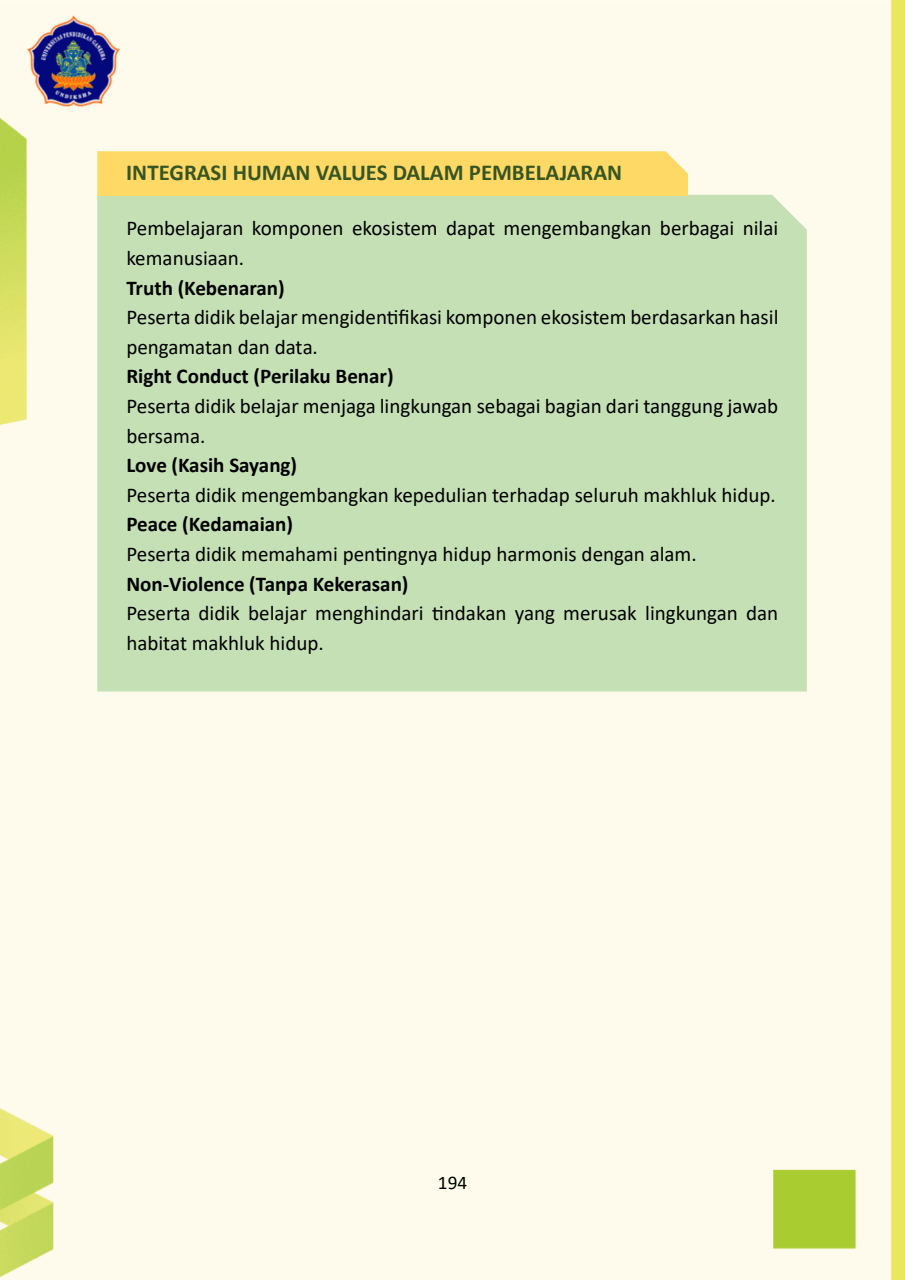 UNIVERSITAS PENDIDIKAN GANESHA
UNDIKSHA
INTEGRASI HUMAN VALUES DALAM PEMBELAJARAN
Pembelajaran komponen ekosistem dapat mengembangkan berbagai nilai
kemanusiaan.
Truth (Kebenaran)
Peserta didik belajar mengidentifikasi komponen ekosistem berdasarkan hasil
pengamatan dan data.
Right Conduct (Perilaku Benar)
Peserta didik belajar menjaga lingkungan sebagai bagian dari tanggung jawab
bersama.
Love (Kasih Sayang)
Peserta didik mengembangkan kepedulian terhadap seluruh makhluk hidup.
Peace (Kedamaian)
Peserta didik memahami pentingnya hidup harmonis dengan alam.
Non-Violence (Tanpa Kekerasan)
Peserta didik belajar menghindari tindakan yang merusak lingkungan dan
habitat makhluk hidup.
194